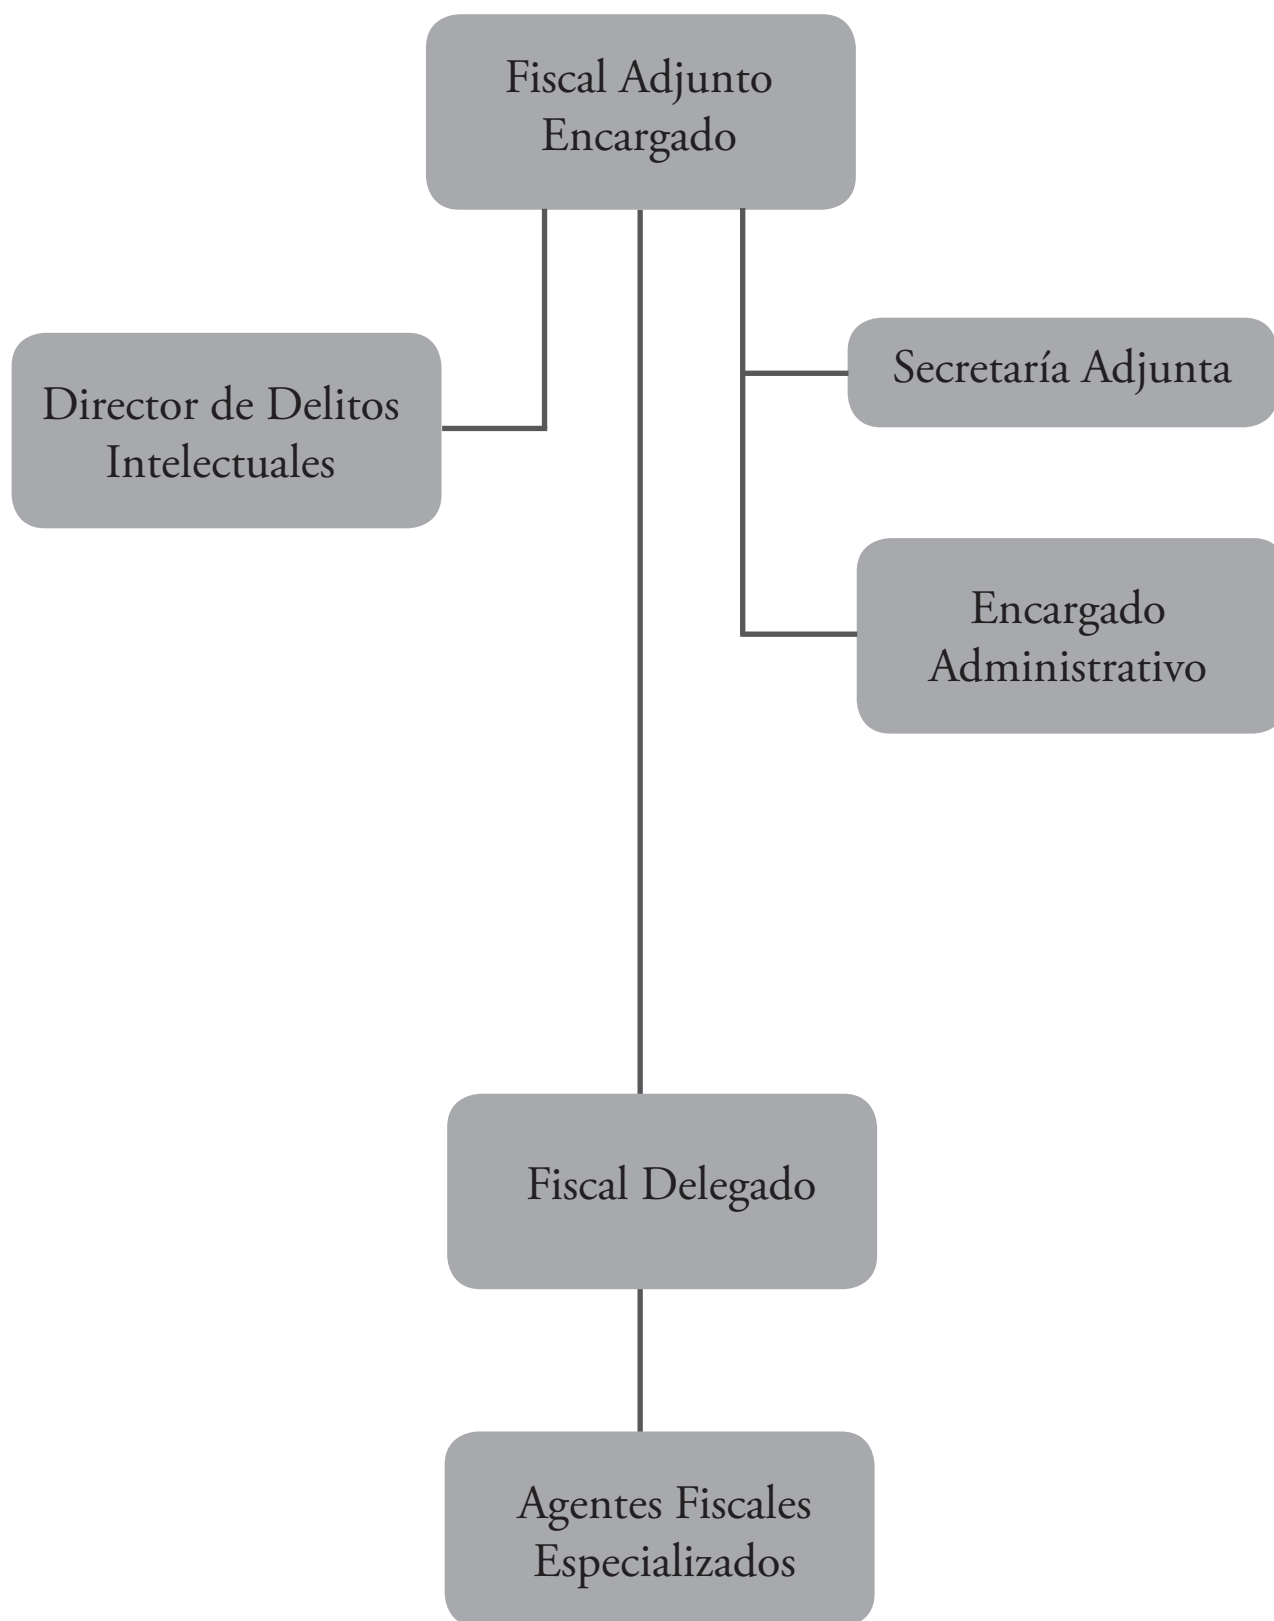 Fiscal Adjunto
Encargado
Director de Delitos
Intelectuales
Secretaría Adjunta
Encargado
Administrativo
Fiscal Delegado
Agentes Fiscales
Especializados